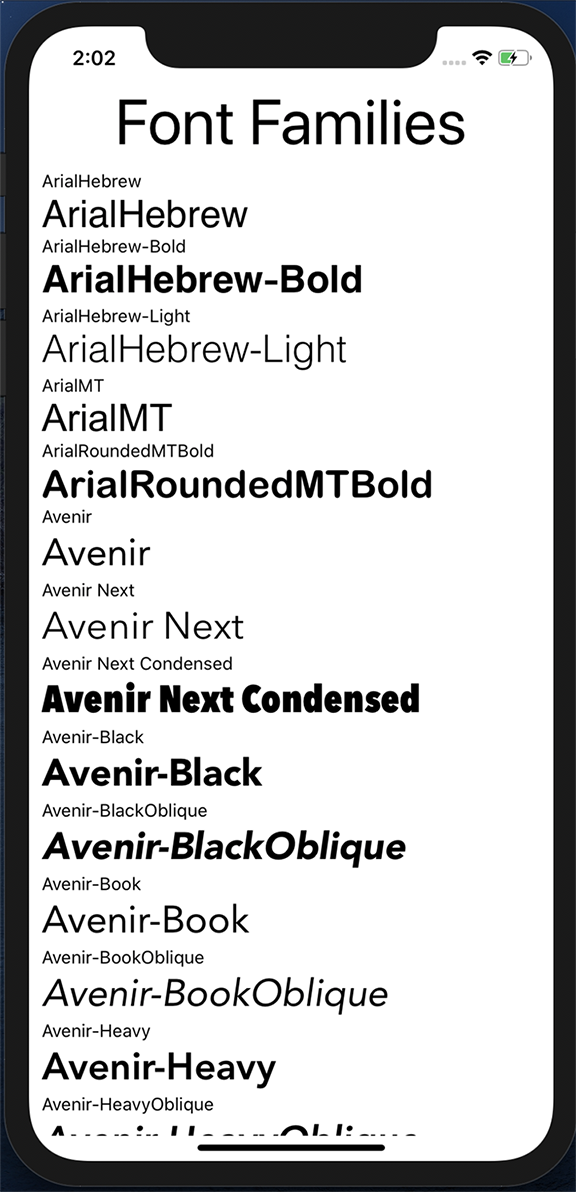 2:02
Font Families
ArialHebrew
ArialHebrew
ArialHebrew-Bold
ArialHebrew-Bold
ArialHebrew-Light
ArialHebrew-Light
ArialMT
ArialMT
ArialRoundedMTBold
ArialRoundedMTBold
Avenir
Avenir
Avenir Next
Avenir Next
Avenir Next Condensed
Avenir Next Condensed
Avenir-Black
Avenir-Black
Avenir-BlackOblique
Avenir-BlackOblique
Avenir-Book
Avenir-Book
Avenir-BookOblique
Avenir-BookOblique
Avenir-Heavy
Avenir-Heavy
Avenir-HeavyOblique
Avenir-HeavyOblique